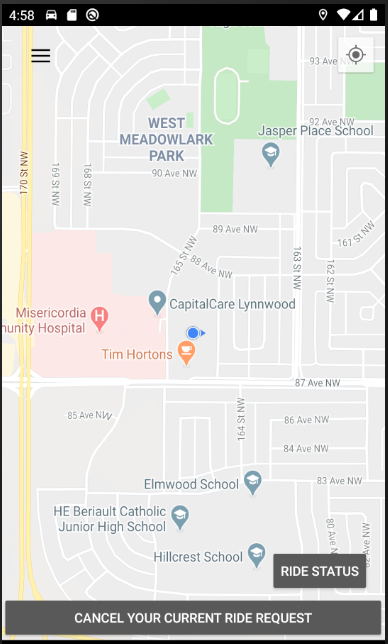 4:58
93 Ave NW
92 Ave NW
WEST
MEADOWLARK
PARK
Jasper Place School
170 St NW
169 St NW
168 St NW
90 Ave NW
89 Ave NW
165 St NW
88 Ave NW
163 St NW
162 St NW
161 St NW
CapitalCare Lynnwood
Misericordia
nunity Hospital
H
Tim Hortons
87 Ave NW
85 Ave NW
164 St NW
86 Ave NW
84 Ave NW
Elmwood School
83 Ave NW
HE Beriault Catholic
Junior High School
Hillcrest School
RIDE STATUS
CANCEL YOUR CURRENT RIDE REQUEST